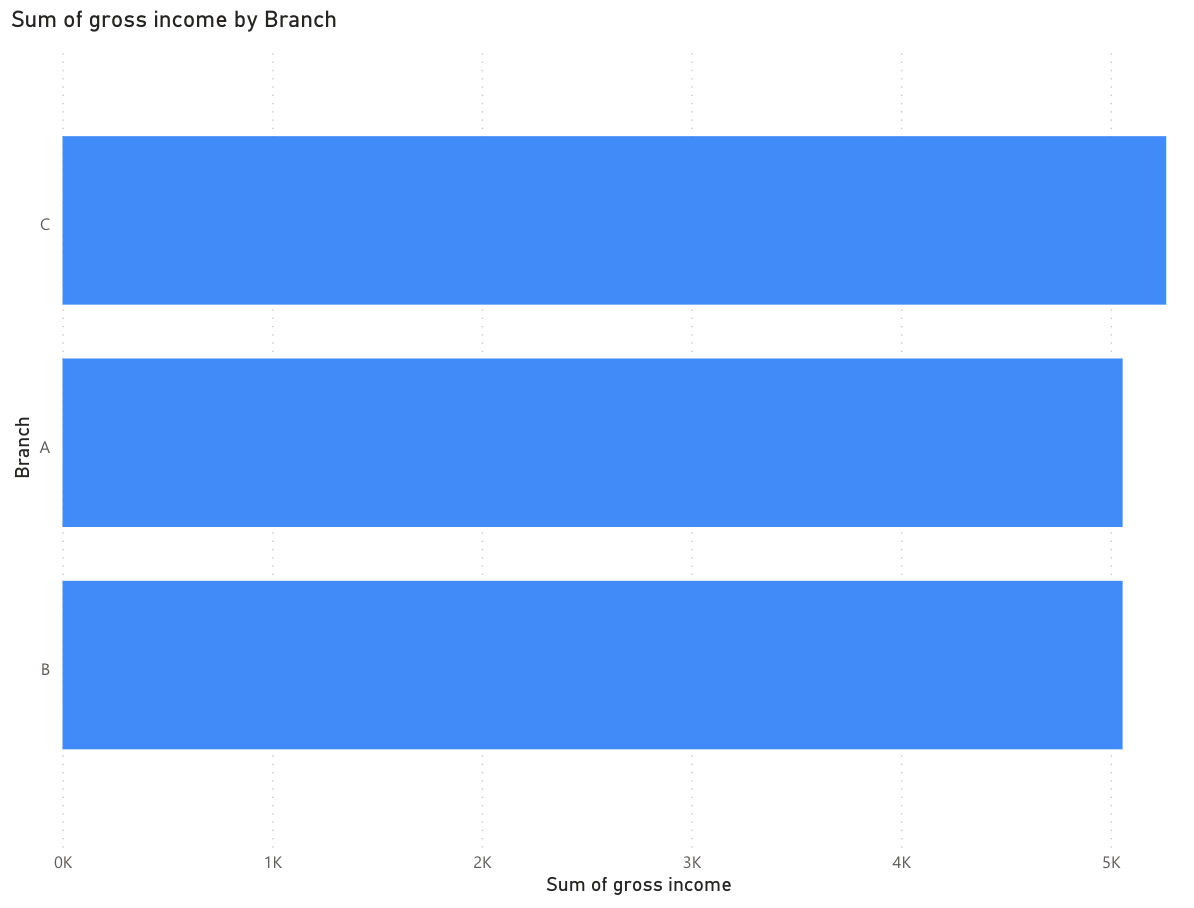 Sum of gross income by Branch
C
A
B
Branch
0K 1K 2K 3K 4K 5K
Sum of gross income